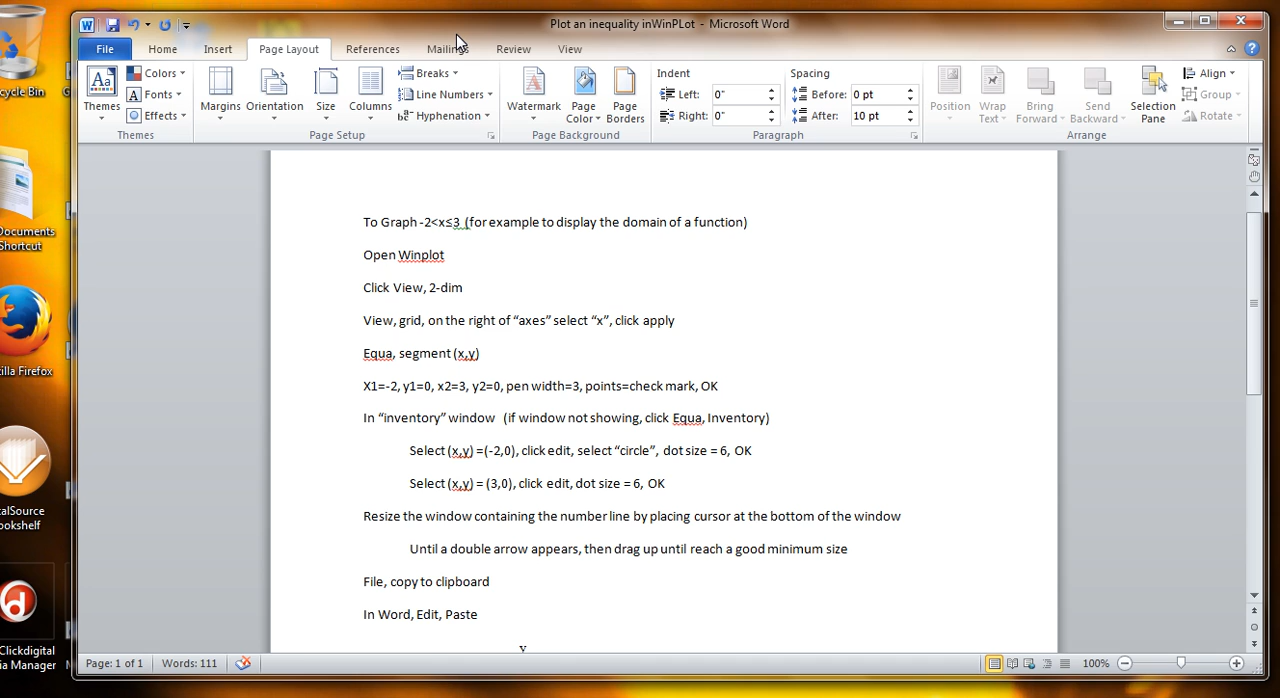 Plot an inequality inWinPLot - Microsoft Word
File Home Insert Page Layout References Mailings Review View
Themes Colors Fonts Effects
Themes
Margins Orientation Size Columns Breaks Line Numbers Hyphenation
Page Setup
Watermark Page Color Page Borders
Page Background
Indent Spacing
Left: 0" Before: 0 pt
Right: 0" After: 10 pt
Paragraph
Position Wrap Text Bring Forward Send Backward Selection Pane Align Group Rotate
Arrange
To Graph -2<x≤3 (for example to display the domain of a function)
Open Winplot
Click View, 2-dim
View, grid, on the right of “axes” select “x”, click apply
Equa, segment (x,y)
X1=-2, y1=0, x2=3, y2=0, pen width=3, points=check mark, OK
In “inventory” window (if window not showing, click Equa, Inventory)
Select (x,y) =(-2,0), click edit, select “circle”, dot size = 6, OK
Select (x,y) = (3,0), click edit, dot size = 6, OK
Resize the window containing the number line by placing cursor at the bottom of the window
Until a double arrow appears, then drag up until reach a good minimum size
File, copy to clipboard
In Word, Edit, Paste
y
Page: 1 of 1 Words: 111 100%
cycle Bin
Documents
Shortcut
zilla Firefox
talSource
ookshelf
Clickdigital
ia Manager